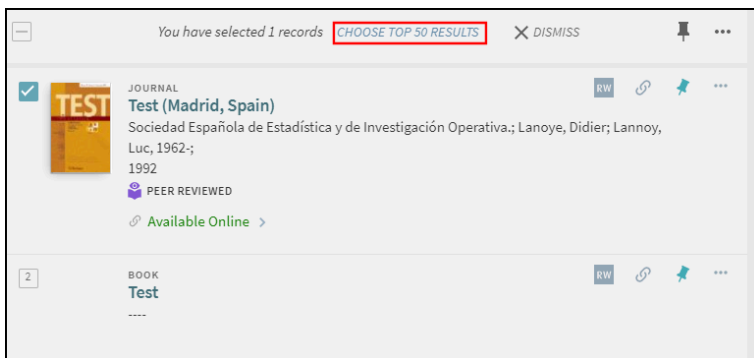 You have selected 1 records CHOOSE TOP 50 RESULTS DISMISS
TEST
JOURNAL
RW
Test (Madrid, Spain)
Sociedad Española de Estadística y de Investigación Operativa.; Lanoye, Didier; Lannoy,
Luc, 1962-;
1992
PEER REVIEWED
Available Online
2
BOOK
RW
Test
----